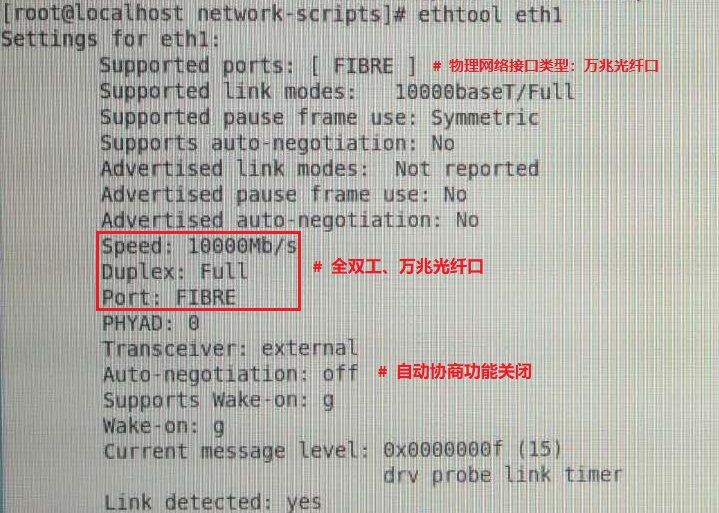 [root@localhost network-scripts]# ethtool eth1
Settings for eth1:
Supported ports: [ FIBRE ] # 物理网络接口类型：万兆光纤口
Supported link modes: 10000baseT/Full
Supported pause frame use: Symmetric
Supports auto-negotiation: No
Advertised link modes: Not reported
Advertised pause frame use: No
Advertised auto-negotiation: No
Speed: 10000Mb/s
Duplex: Full # 全双工、万兆光纤口
Port: FIBRE
PHYAD: 0
Transceiver: external
Auto-negotiation: off # 自动协商功能关闭
Supports Wake-on: g
Wake-on: g
Current message level: 0x0000000f (15)
drv probe link timer
Link detected: yes